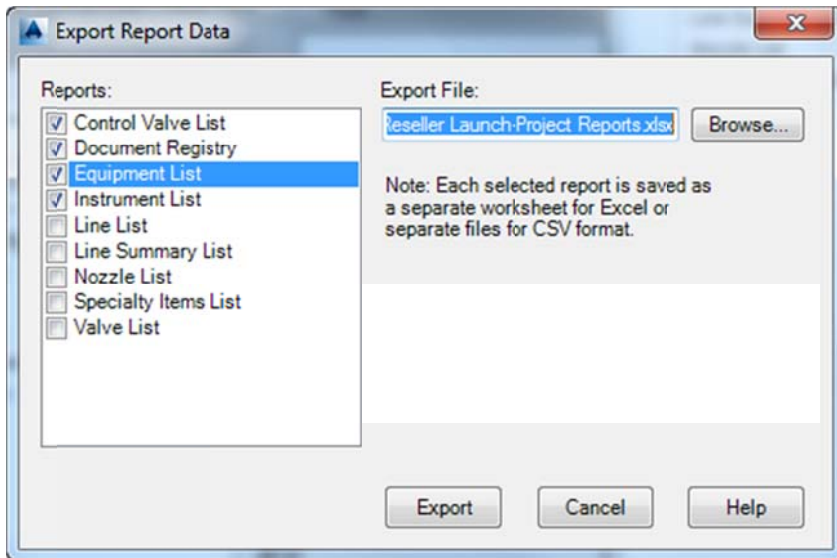 Export Report Data
Reports:
Control Valve List
Document Registry
Equipment List
Instrument List
Line List
Line Summary List
Nozzle List
Specialty Items List
Valve List
Export File:
Reseller Launch-Project Reports.xlsx
Browse...
Note: Each selected report is saved as
a separate worksheet for Excel or
separate files for CSV format.
Export
Cancel
Help